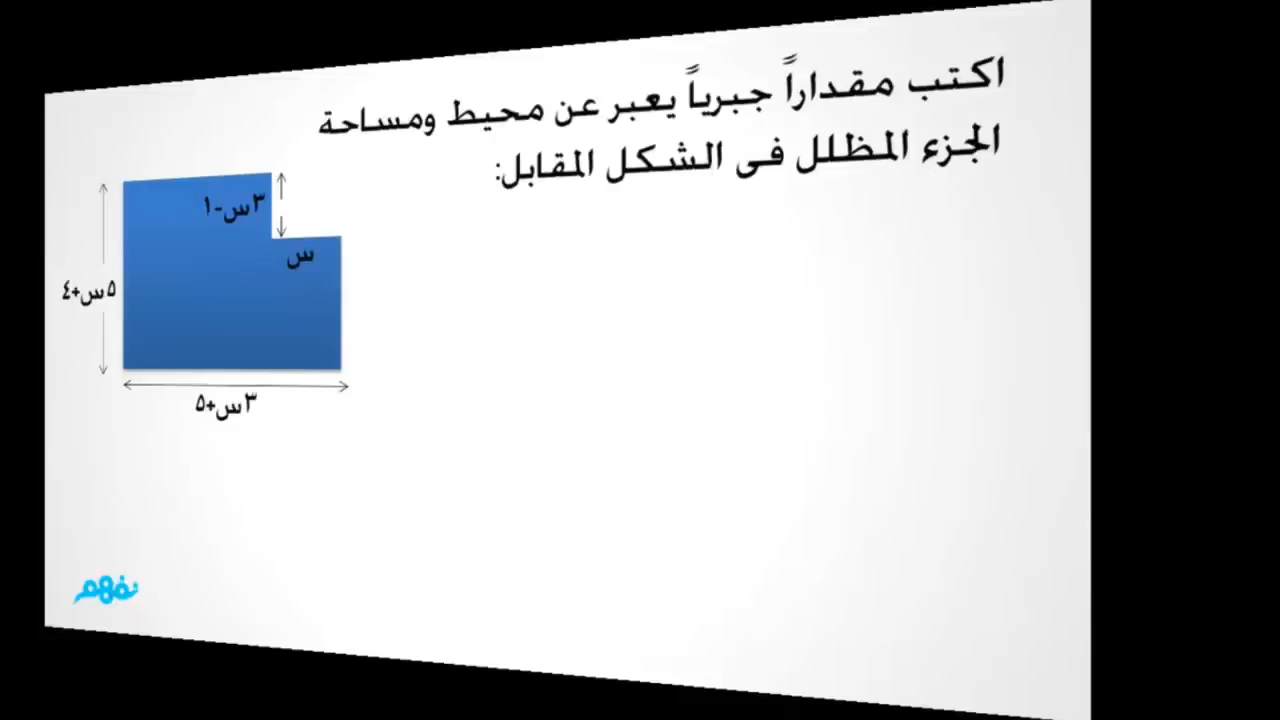 اكتب مقداراً جبرياً يعبر عن محيط ومساحة
الجزء المظلل فى الشكل المقابل:
٣س-١
س
٥س+٤
٣س+٥
نفهم